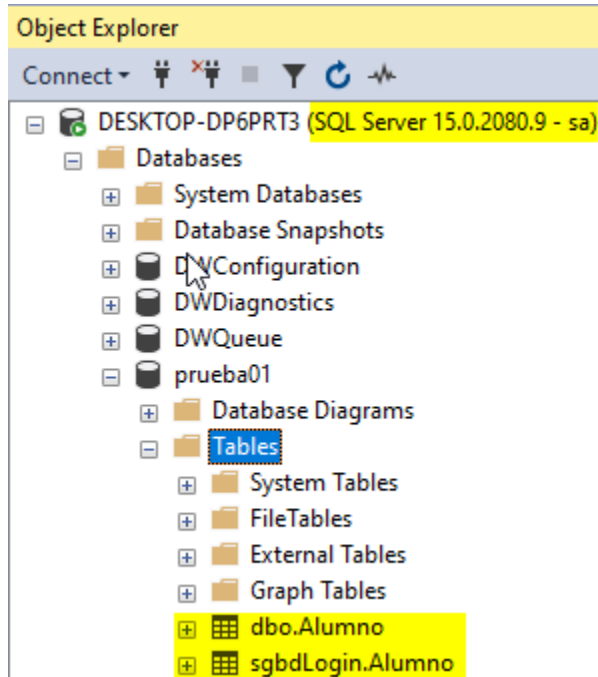 Object Explorer
Connect
DESKTOP-DP6PRT3 (SQL Server 15.0.2080.9 - sa)
Databases
System Databases
Database Snapshots
DWConfiguration
DWDiagnostics
DWQueue
prueba01
Database Diagrams
Tables
System Tables
FileTables
External Tables
Graph Tables
dbo.Alumno
sgbdLogin.Alumno